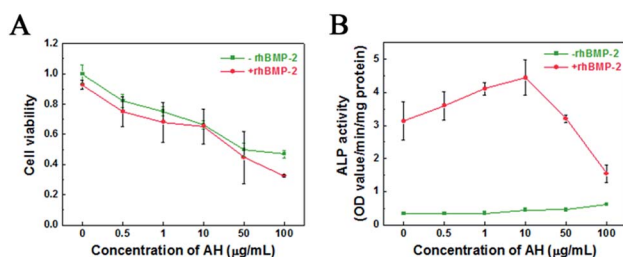 A
- rhBMP-2
+rhBMP-2
Cell viability
1.2
1.0
0.8
0.6
0.4
0.2
0.0
0 0.5 1 10 50 100
Concentration of AH (μg/mL)
B
-rhBMP-2
+rhBMP-2
ALP activity
(OD value/min/mg protein)
5
4
3
2
1
0
0 0.5 1 10 50 100
Concentration of AH (μg/mL)